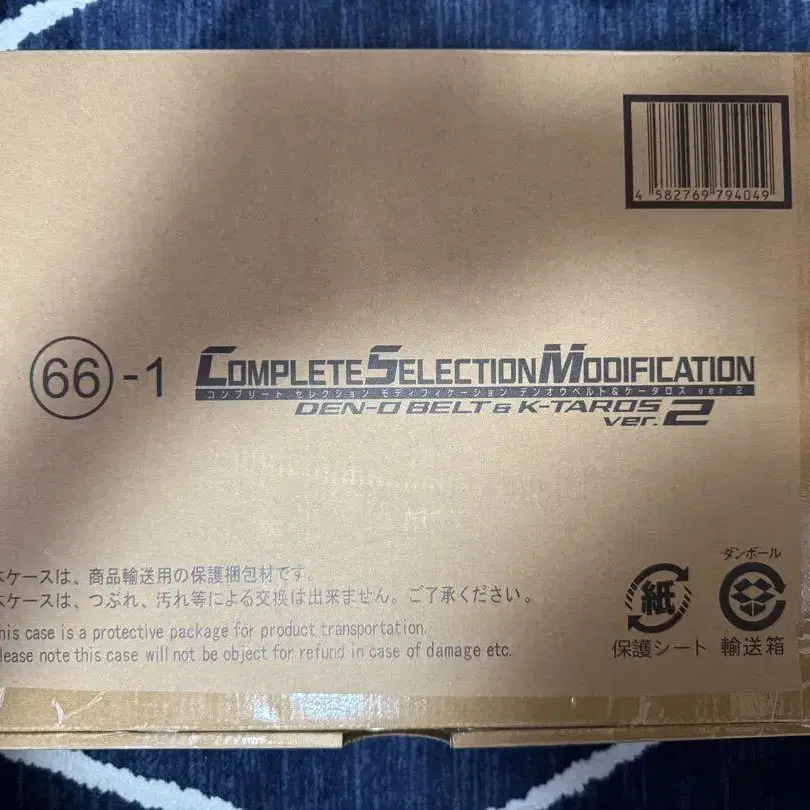 4 582769 794049
66-1 COMPLETE SELECTION MODIFICATION
コンプリート セレクション モディフィケーション デンオウベルト&ケータロス ver.2
DEN-O BELT & K-TAROS
ver.2
ケースは、商品輸送用の保護梱包材です。
ケースは、つぶれ、汚れ等による交換は出来ません。ご了承ください。
his case is a protective package for product transportation.
lease note this case will not be object for refund in case of damage etc.
紙
保護シート
ダンボール
輸送箱